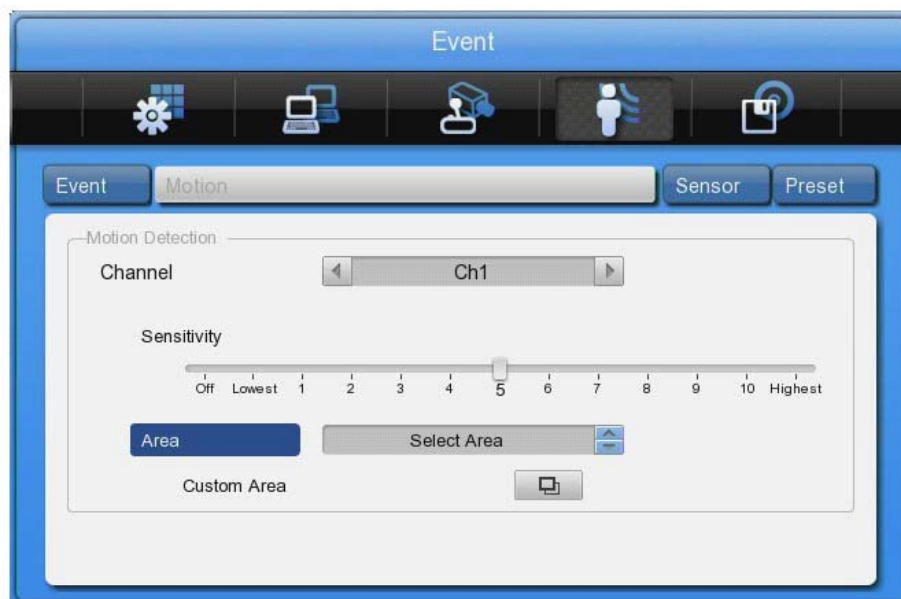 Event
Event Motion Sensor Preset
Motion Detection
Channel Ch1
Sensitivity
Off Lowest 1 2 3 4 5 6 7 8 9 10 Highest
Area Select Area
Custom Area